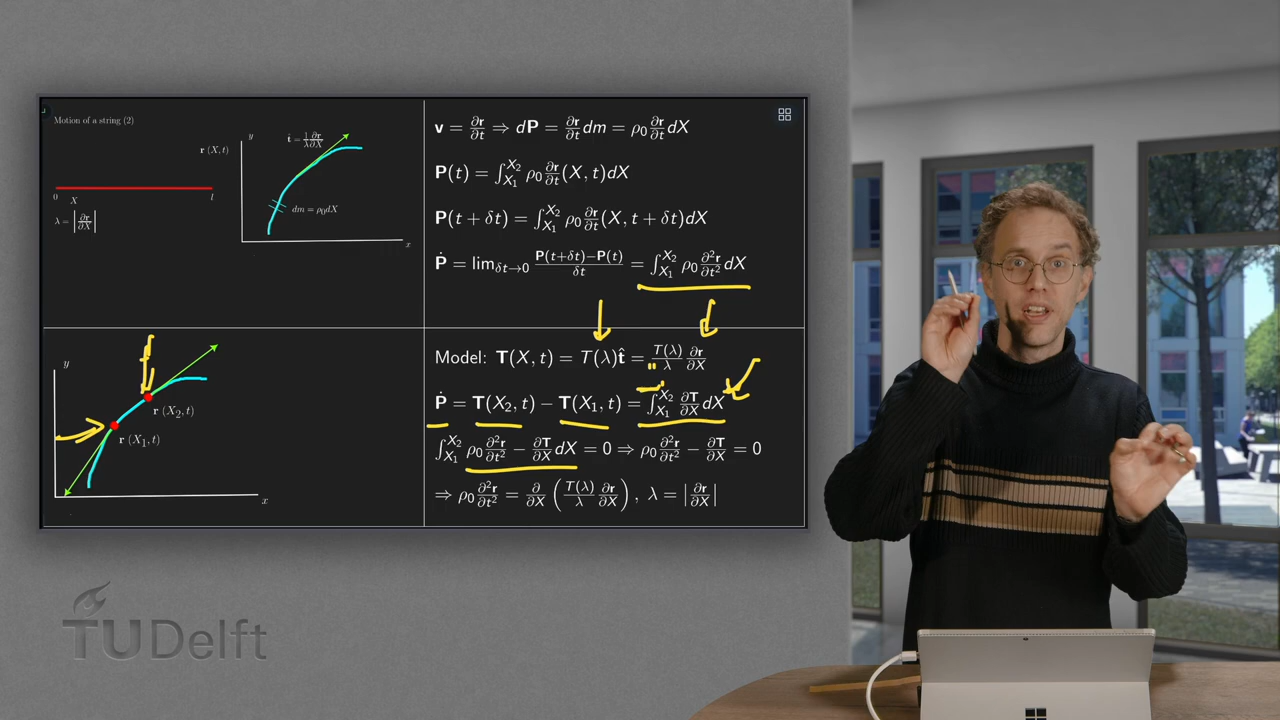 Motion of a string (2)
r (X, t)
0 X l
λ = |∂r/∂X|
y
t̂ = 1/λ ∂r/∂X
dm = ρ₀dX
x
v = ∂r/∂t ⇒ dP = ∂r/∂t dm = ρ₀ ∂r/∂t dX
P(t) = ∫_{X₁}^{X₂} ρ₀ ∂r/∂t (X, t)dX
P(t + δt) = ∫_{X₁}^{X₂} ρ₀ ∂r/∂t (X, t + δt)dX
Ṗ = lim_{δt→0} (P(t+δt)−P(t))/δt = ∫_{X₁}^{X₂} ρ₀ ∂²r/∂t² dX
y
r (X₂, t)
r (X₁, t)
x
Model: T(X, t) = T(λ)t̂ = T(λ)/λ ∂r/∂X
Ṗ = T(X₂, t) − T(X₁, t) = ∫_{X₁}^{X₂} ∂T/∂X dX
∫_{X₁}^{X₂} ρ₀ ∂²r/∂t² − ∂T/∂X dX = 0 ⇒ ρ₀ ∂²r/∂t² − ∂T/∂X = 0
⇒ ρ₀ ∂²r/∂t² = ∂/∂X (T(λ)/λ ∂r/∂X), λ = |∂r/∂X|
TUDelft